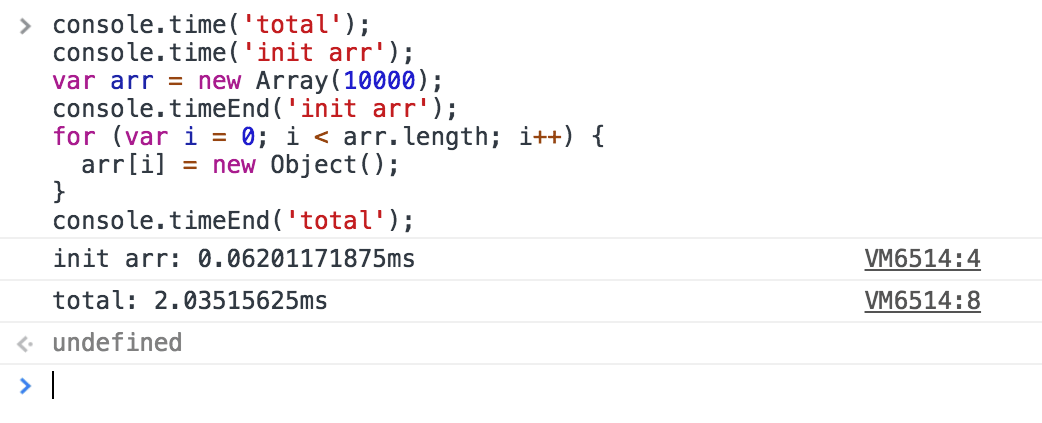 console.time('total');
console.time('init arr');
var arr = new Array(10000);
console.timeEnd('init arr');
for (var i = 0; i < arr.length; i++) {
  arr[i] = new Object();
}
console.timeEnd('total');
init arr: 0.06201171875ms VM6514:4
total: 2.03515625ms VM6514:8
undefined